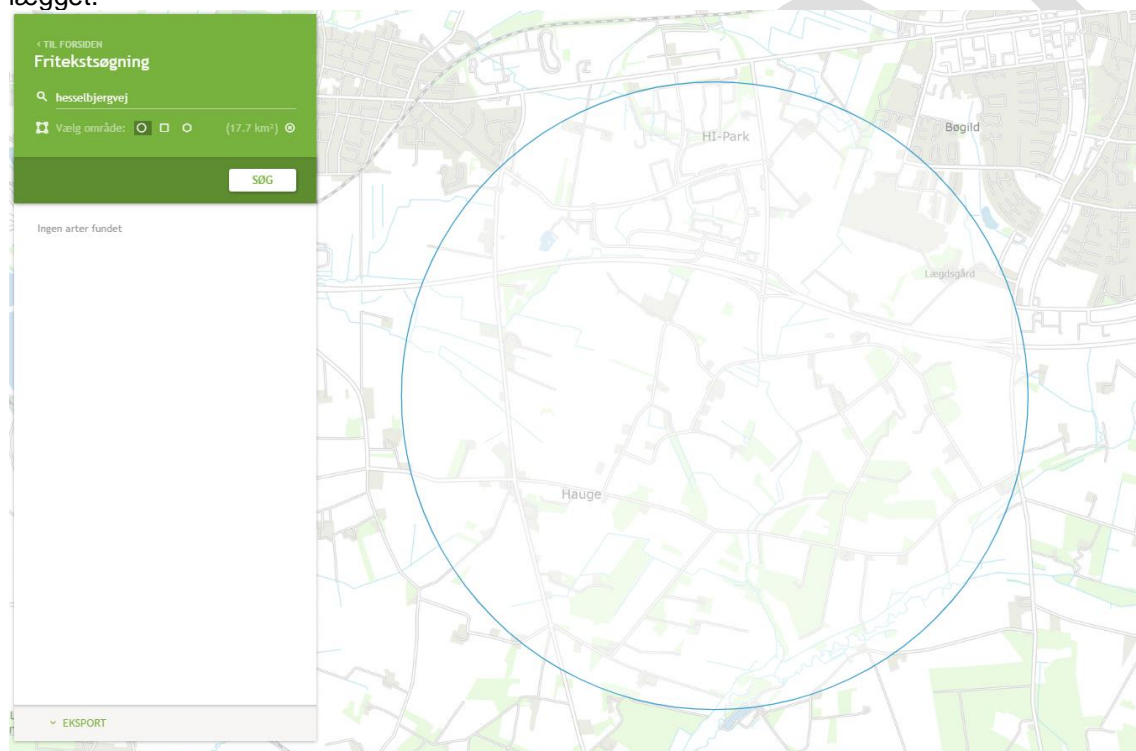 lægget.
‹ TIL FORSIDEN
Fritekstsøgning
hesselbjergvej
Vælg område: (17.7 km²)
SØG
Ingen arter fundet
EKSPORT
HI-Park
Bøgild
Lægdsgård
Hauge